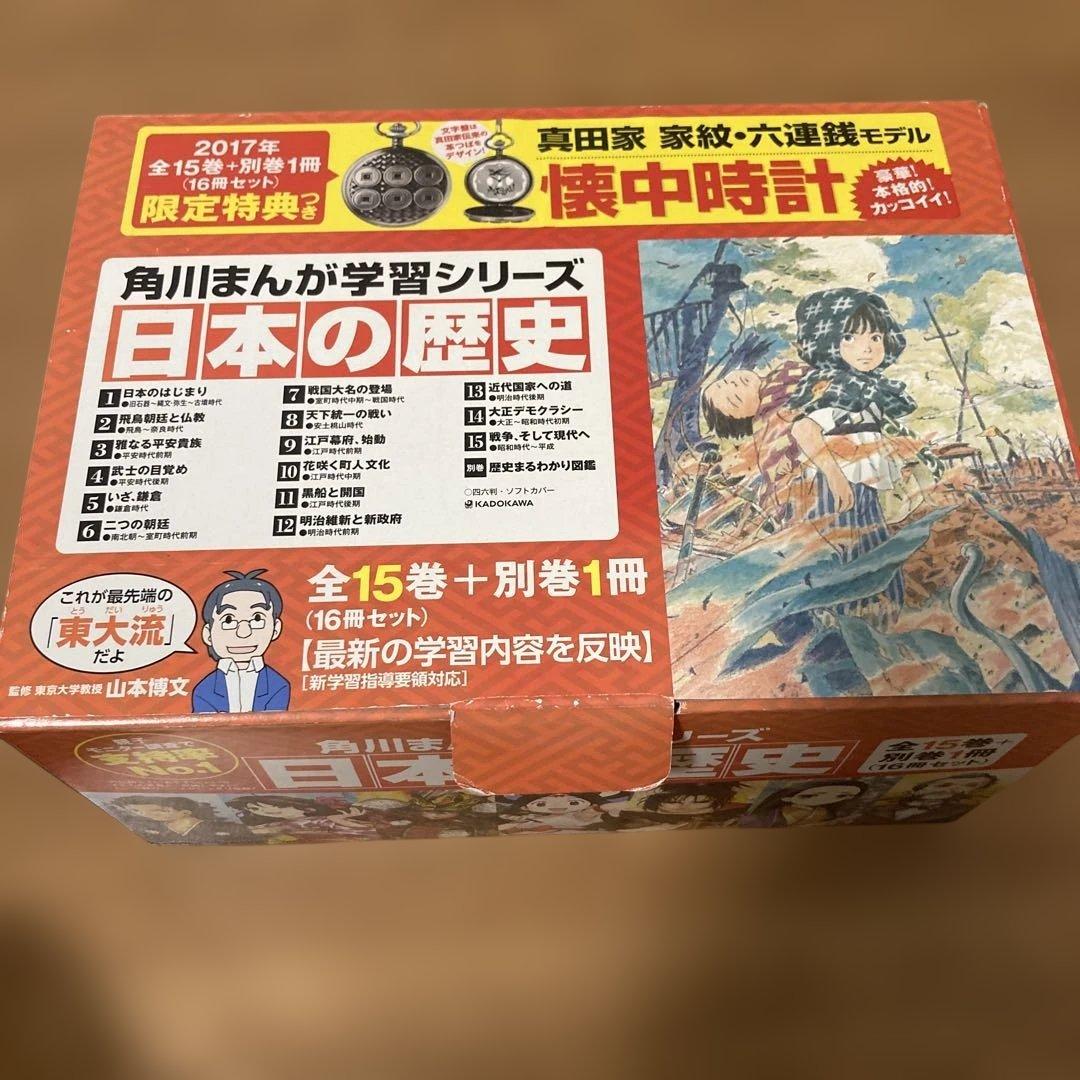 2017年
全15巻+別巻1冊
(16冊セット)
限定特典つき
文字盤は
真田家伝来の
革つばを
デザイン!
真田家 家紋・六連銭モデル
懐中時計
豪華!
本格的!
カッコイイ!
角川まんが学習シリーズ
日本の歴史
1 日本のはじまり
●旧石器〜縄文・弥生〜古墳時代
2 飛鳥朝廷と仏教
●飛鳥〜奈良時代
3 雅なる平安貴族
●平安時代前期
4 武士の目覚め
●平安時代後期
5 いざ、鎌倉
●鎌倉時代
6 二つの朝廷
●南北朝〜室町時代前期
7 戦国大名の登場
●室町時代中期〜戦国時代
8 天下統一の戦い
●安土桃山時代
9 江戸幕府、始動
●江戸時代前期
10 花咲く町人文化
●江戸時代中期
11 黒船と開国
●江戸時代後期
12 明治維新と新政府
●明治時代前期
13 近代国家への道
●明治時代後期
14 大正デモクラシー
●大正〜昭和時代初期
15 戦争、そして現代へ
●昭和時代〜平成
別巻 歴史まるわかり図鑑
○四六判・ソフトカバー
KADOKAWA
これが最先端の
とう だい りゅう
「東大流」
だよ
監修 東京大学教授 山本博文
全15巻+別巻1冊
(16冊セット)
【最新の学習内容を反映】
[新学習指導要領対応]
支持率
No.1
角川まん リーズ
日本 歴史
全15巻+
別巻1冊
(16冊セット)